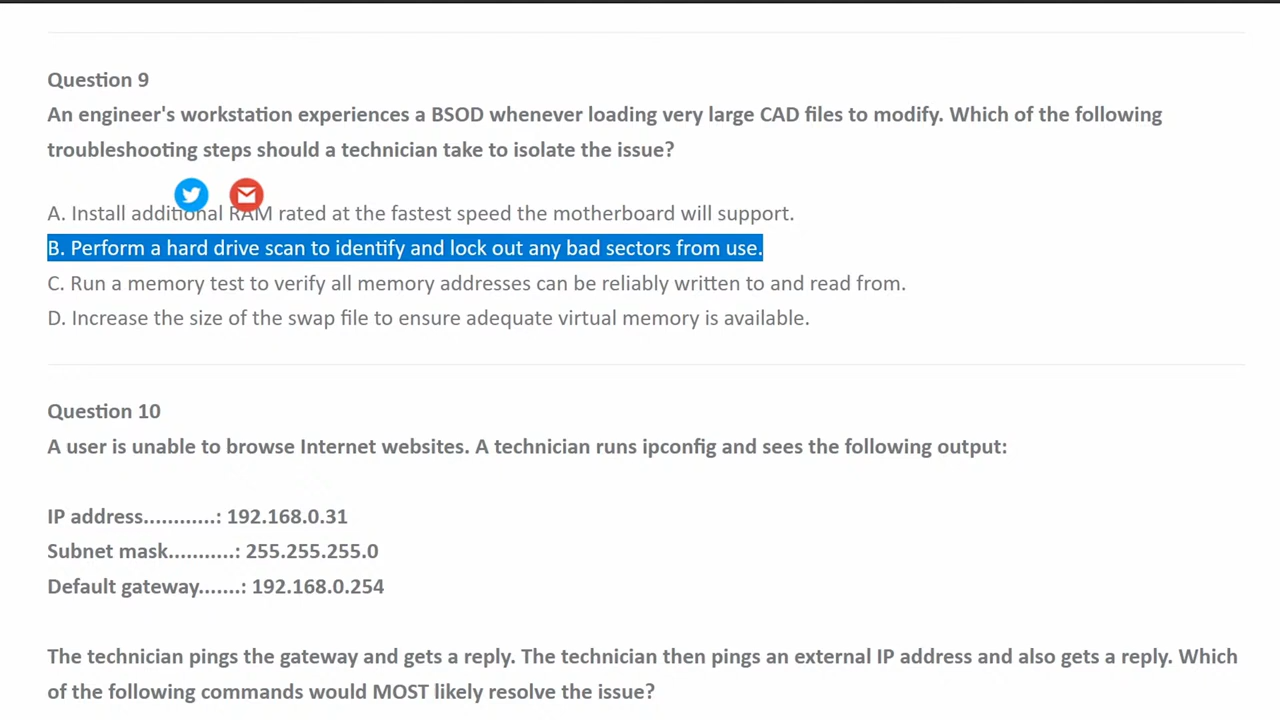 Question 9
An engineer's workstation experiences a BSOD whenever loading very large CAD files to modify. Which of the following
troubleshooting steps should a technician take to isolate the issue?
A. Install additional RAM rated at the fastest speed the motherboard will support.
B. Perform a hard drive scan to identify and lock out any bad sectors from use.
C. Run a memory test to verify all memory addresses can be reliably written to and read from.
D. Increase the size of the swap file to ensure adequate virtual memory is available.
Question 10
A user is unable to browse Internet websites. A technician runs ipconfig and sees the following output:
IP address............: 192.168.0.31
Subnet mask...........: 255.255.255.0
Default gateway.......: 192.168.0.254
The technician pings the gateway and gets a reply. The technician then pings an external IP address and also gets a reply. Which
of the following commands would MOST likely resolve the issue?